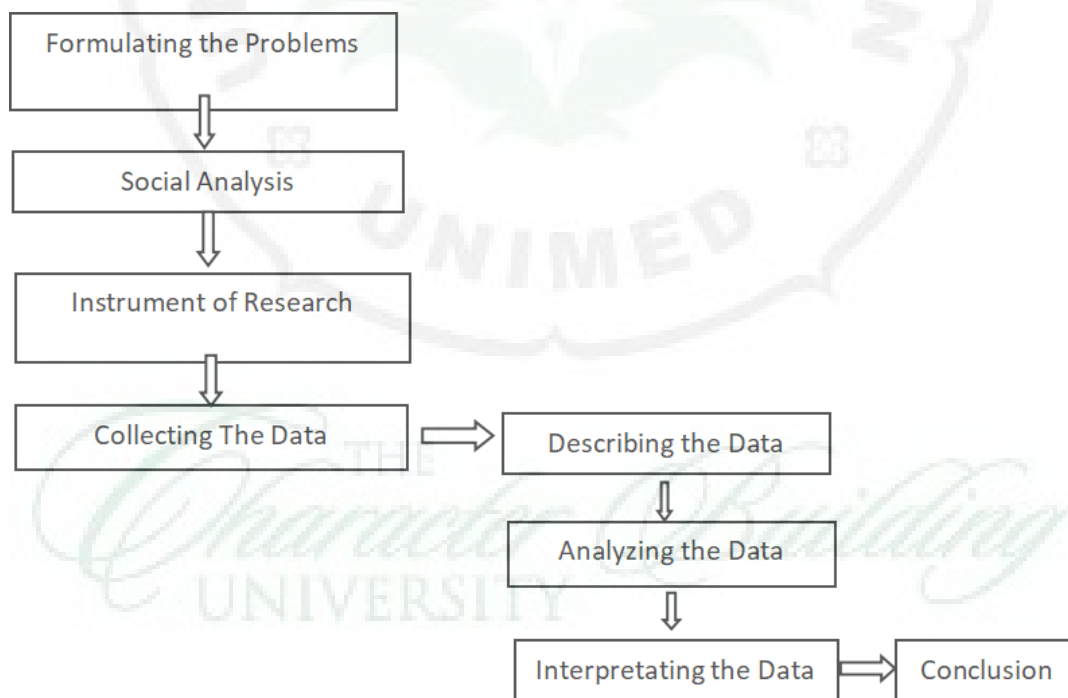 Formulating the Problems
Social Analysis
UNIMED
Instrument of Research
Collecting The Data
Describing the Data
THE
Character Building
UNIVERSITY
Analyzing the Data
Interpretating the Data
Conclusion